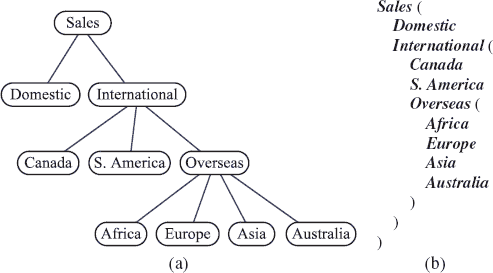 Sales
Domestic International
Canada S. America Overseas
Africa Europe Asia Australia
(a)
Sales (
Domestic
International (
Canada
S. America
Overseas (
Africa
Europe
Asia
Australia
)
)
)
(b)